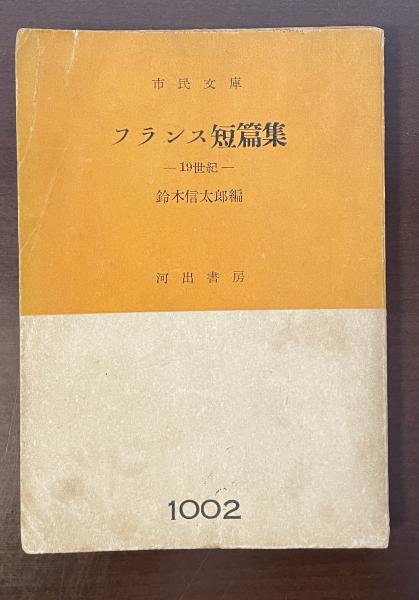 市民文庫
フランス短篇集
―19世紀―
鈴木信太郎編
河出書房
1002